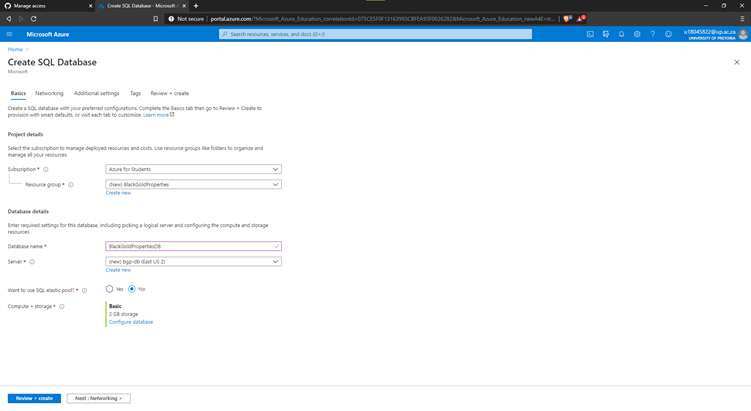 Manage access
Create SQL Database - Microsoft A
Not secure
portal.azure.com/?Microsoft_Azure_Education_correlationId=
Microsoft Azure
Search resources, services, and docs (G+/)
u18045822@up.ac.za
UNIVERSITY OF PRETORIA
Home
Create SQL Database
Microsoft
Basics
Networking
Additional settings
Tags
Review + create
Create a SQL database with your preferred configurations. Complete the Basics tab then go to Review + Create to
provision with smart defaults, or visit each tab to customize. Learn more
Project details
Select the subscription to manage deployed resources and costs. Use resource groups like folders to organize and
manage all your resources.
Subscription *
Azure for Students
Resource group *
(New) BlackGoldProperties
Create new
Database details
Enter required settings for this database, including picking a logical server and configuring the compute and storage
resources
Database name *
BlackGoldPropertiesDB
Server *
(new) bgp-db (East US 2)
Create new
Want to use SQL elastic pool? *
Yes
No
Compute + storage *
Basic
2 GB storage
Configure database
Review + create
Next : Networking >